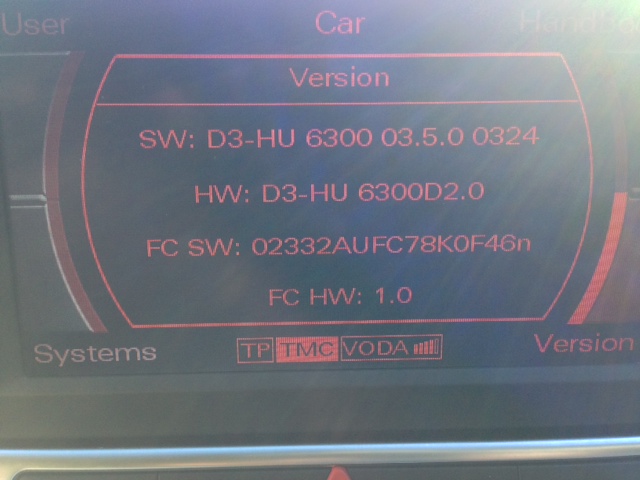 User Car
Version
SW: D3-HU 6300 03.5.0 0324
HW: D3-HU 6300D2.0
FC SW: 02332AUFC78K0F46n
FC HW: 1.0
Systems TP TMC VODA Version